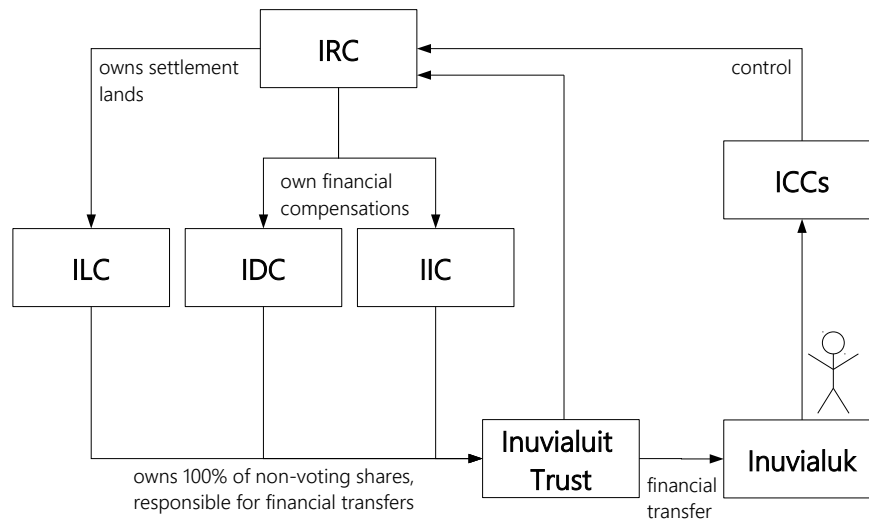 IRC
owns settlement
lands
control
ICCs
own financial
compensations
ILC
IDC
IIC
Inuvialuit
Trust
Inuvialuk
owns 100% of non-voting shares,
responsible for financial transfers
financial
transfer